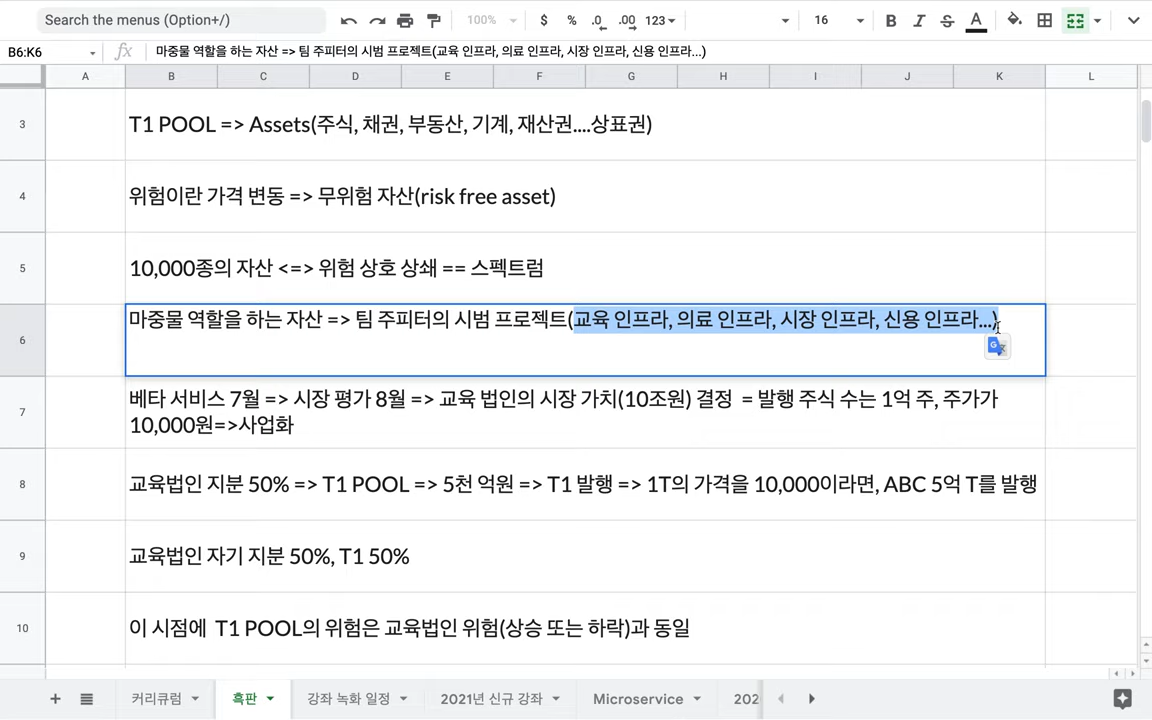 Search the menus (Option+/)
100%
$ % .0 .00 123
16
B I S A
B6:K6
fx
마중물 역할을 하는 자산 => 팀 주피터의 시범 프로젝트(교육 인프라, 의료 인프라, 시장 인프라, 신용 인프라...)
A B C D E F G H I J K L
3
T1 POOL => Assets(주식, 채권, 부동산, 기계, 재산권....상표권)
4
위험이란 가격 변동 => 무위험 자산(risk free asset)
5
10,000종의 자산 <=> 위험 상호 상쇄 == 스펙트럼
6
마중물 역할을 하는 자산 => 팀 주피터의 시범 프로젝트(교육 인프라, 의료 인프라, 시장 인프라, 신용 인프라...)
7
베타 서비스 7월 => 시장 평가 8월 => 교육 법인의 시장 가치(10조원) 결정 = 발행 주식 수는 1억 주, 주가가
10,000원=>사업화
8
교육법인 지분 50% => T1 POOL => 5천 억원 => T1 발행 => 1T의 가격을 10,000이라면, ABC 5억 T를 발행
9
교육법인 자기 지분 50%, T1 50%
10
이 시점에 T1 POOL의 위험은 교육법인 위험(상승 또는 하락)과 동일
커리큐럼 흑판 강좌 녹화 일정 2021년 신규 강좌 Microservice 202